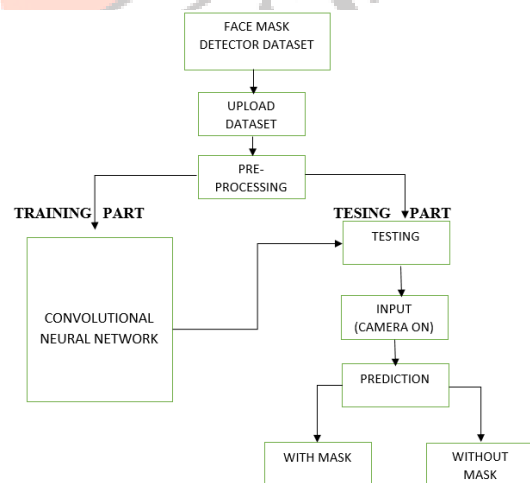 FACE MASK
DETECTOR DATASET
UPLOAD
DATASET
PRE-
PROCESSING
TRAINING PART
TESING PART
TESTING
CONVOLUTIONAL
NEURAL NETWORK
INPUT
(CAMERA ON)
PREDICTION
WITH MASK
WITHOUT
MASK